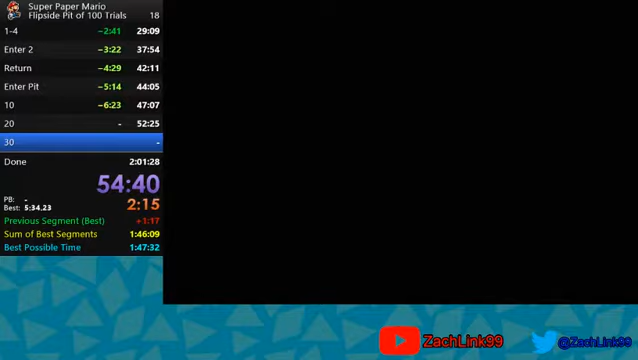 Super Paper Mario
Flipside Pit of 100 Trials 18
1-4 −2:41 29:09
Enter 2 −3:22 37:54
Return −4:29 42:11
Enter Pit −5:14 44:05
10 −6:23 47:07
20 - 52:25
30 -
Done 2:01:28
54:40
PB: -
Best: 5:34.23 2:15
Previous Segment (Best) +1:17
Sum of Best Segments 1:46:09
Best Possible Time 1:47:32
ZachLink99 @ZachLink99